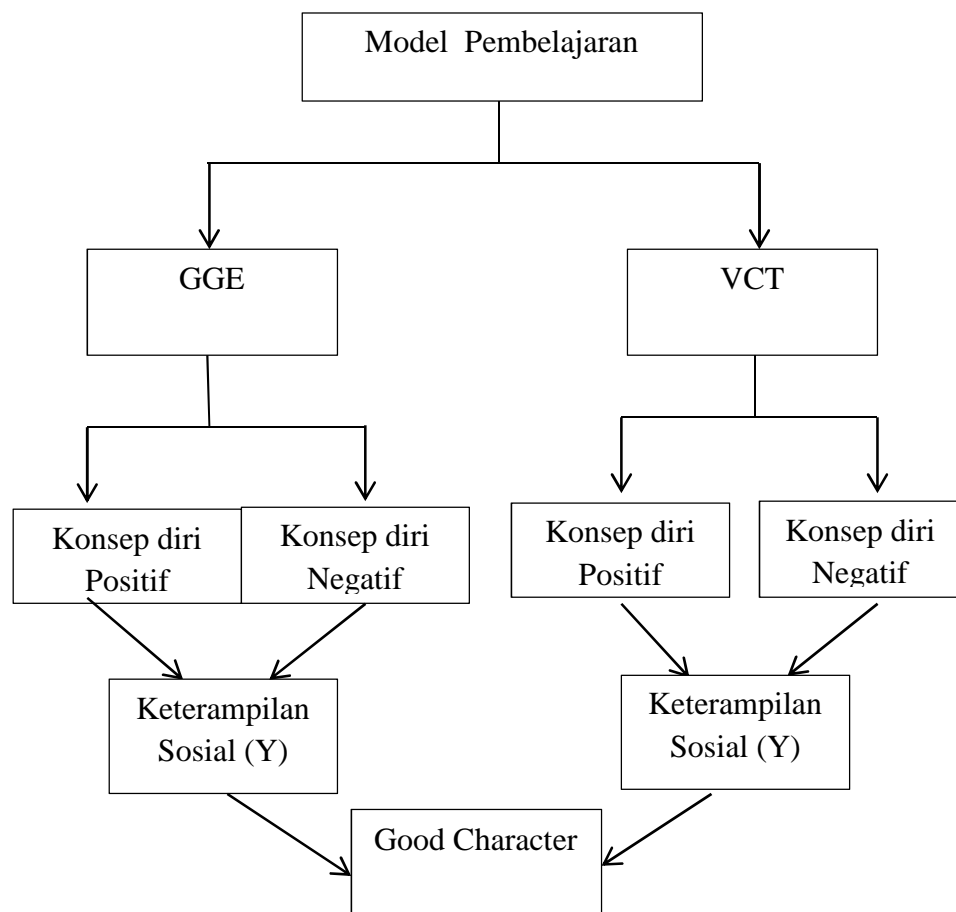 Model  Pembelajaran
GGE
VCT
Konsep diri
Positif
Konsep diri
Negatif
Konsep diri
Positif
Konsep diri
Negatif
Keterampilan
Sosial (Y)
Keterampilan
Sosial (Y)
Good Character